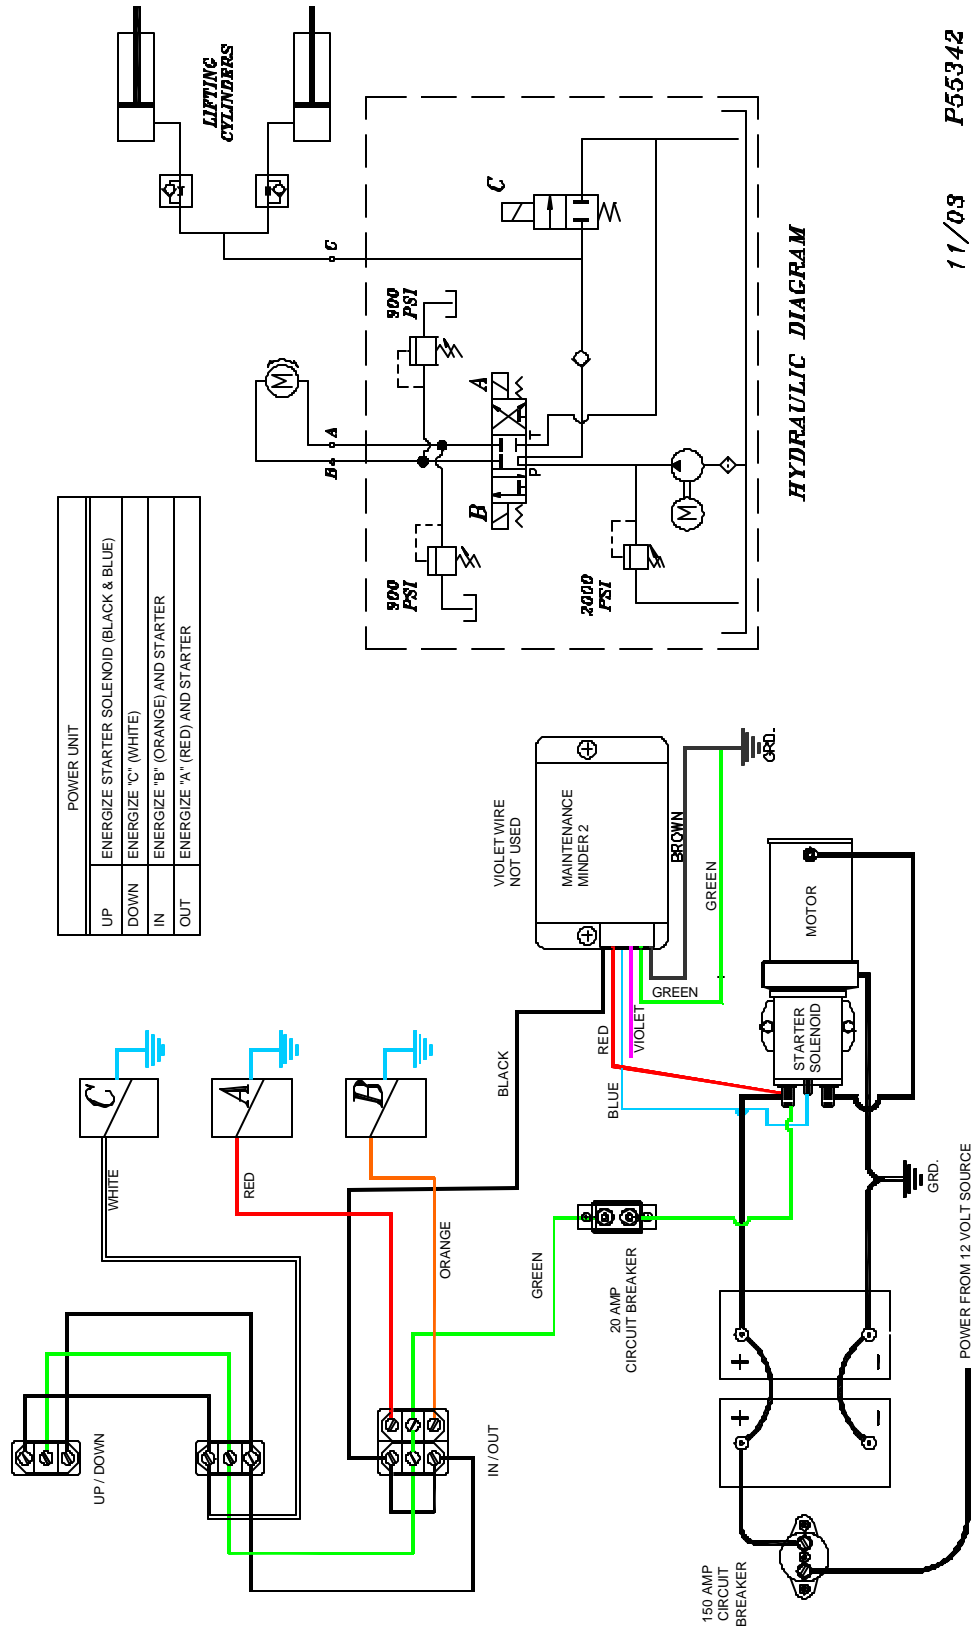 POWER UNIT
UP ENERGIZE STARTER SOLENOID (BLACK & BLUE)
DOWN ENERGIZE "C" (WHITE)
IN ENERGIZE "B" (ORANGE) AND STARTER
OUT ENERGIZE "A" (RED) AND STARTER
LIFTING
CYLINDERS
C
C
900
PSI
M
A
B
A
T
P
B
900
PSI
2000
PSI
M
HYDRAULIC DIAGRAM
11/03 P55342
UP / DOWN
C
WHITE
A
RED
B
ORANGE
IN / OUT
BLACK
GREEN
20 AMP
CIRCUIT BREAKER
VIOLET WIRE
NOT USED
MAINTENANCE
MINDER 2
RED
BLUE
VIOLET
GREEN
BROWN
GREEN
GRD.
MOTOR
STARTER
SOLENOID
GRD.
+
-
+
-
150 AMP
CIRCUIT
BREAKER
POWER FROM 12 VOLT SOURCE